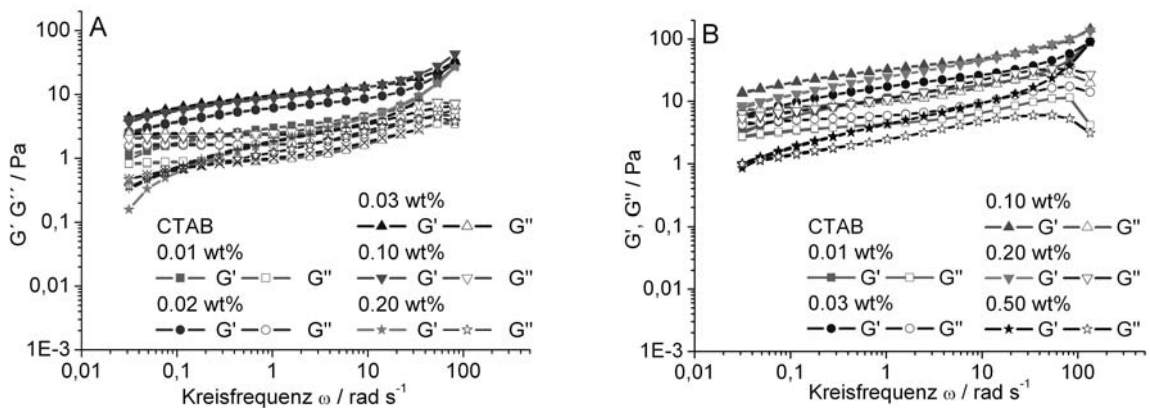 A
100
10
1
0,1
0,01
1E-3
G´ G´´ / Pa
0,01 0,1 1 10 100
Kreisfrequenz ω / rad s⁻¹
CTAB
0.01 wt%
G' G"
0.02 wt%
G' G"
0.03 wt%
G' G"
0.10 wt%
G' G"
0.20 wt%
G' G"
B
100
10
1
0,1
0,01
1E-3
G', G" / Pa
0,01 0,1 1 10 100
Kreisfrequenz ω / rad s⁻¹
CTAB
0.01 wt%
G' G"
0.03 wt%
G' G"
0.10 wt%
G' G"
0.20 wt%
G' G"
0.50 wt%
G' G"